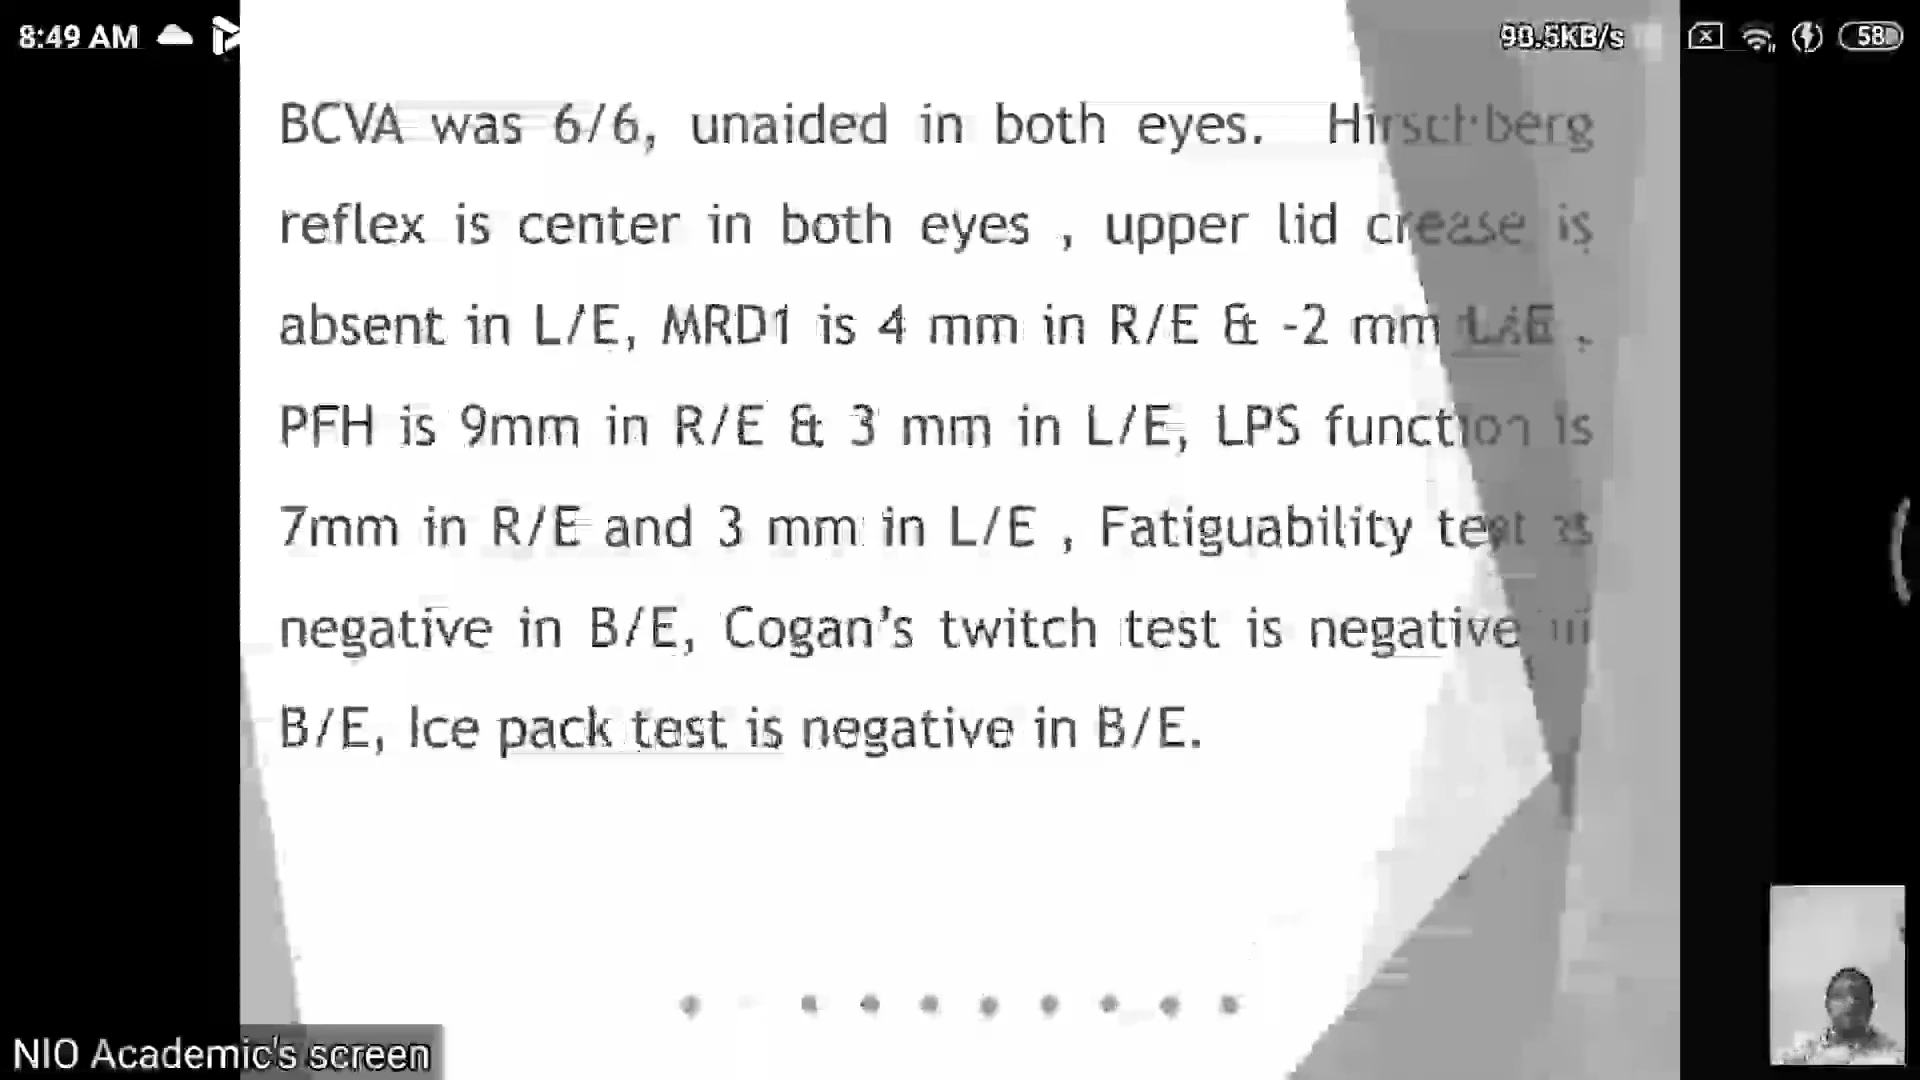 8:49 AM
90.5KB/s
58
BCVA was 6/6, unaided in both eyes. Hirschberg
reflex is center in both eyes , upper lid crease is
absent in L/E, MRD1 is 4 mm in R/E & -2 mm L/E ,
PFH is 9mm in R/E & 3 mm in L/E, LPS function is
7mm in R/E and 3 mm in L/E , Fatiguability test is
negative in B/E, Cogan's twitch test is negative in
B/E, Ice pack test is negative in B/E.
NIO Academic's screen